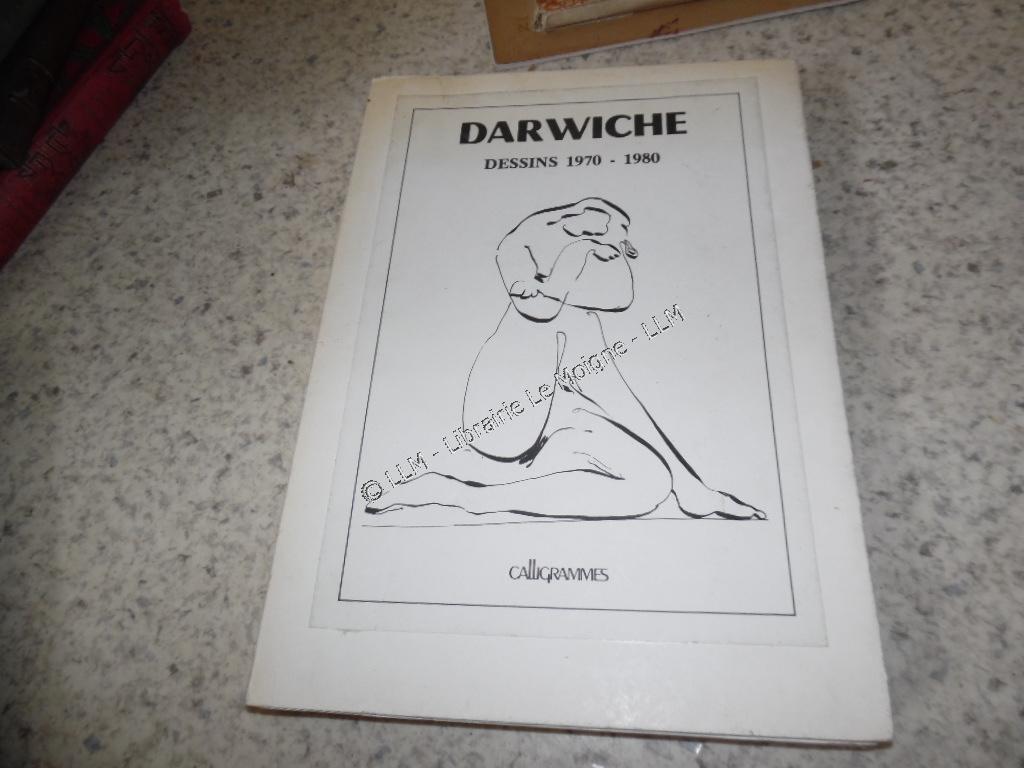 DARWICHE
DESSINS 1970 - 1980
© LLM - Librairie Le Moigne - LLM
CALLIGRAMMES